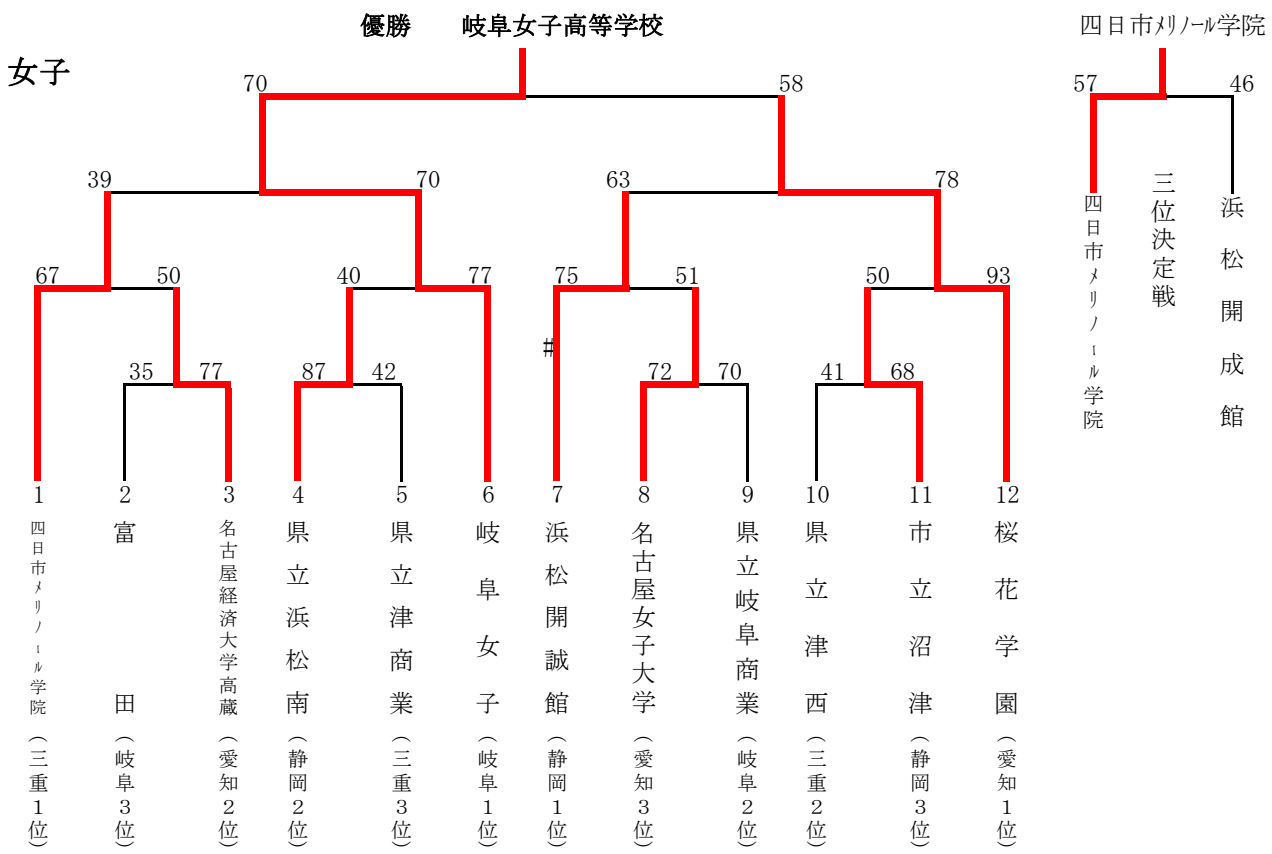 優勝 岐阜女子高等学校
四日市ﾒﾘﾉｰﾙ学院
女子
70 58
57 46
39 70 63 78
三位決定戦
四日市ﾒﾘﾉｰﾙ学院
浜松開成館
67 50 40 77 75 51 50 93
#
35 77 87 42 72 70 41 68
1 2 3 4 5 6 7 8 9 10 11 12
四日市ﾒﾘﾉｰﾙ学院（三重１位）
富田（岐阜３位）
名古屋経済大学高蔵（愛知２位）
県立浜松南（静岡２位）
県立津商業（三重３位）
岐阜女子（岐阜１位）
浜松開誠館（静岡１位）
名古屋女子大学（愛知３位）
県立岐阜商業（岐阜２位）
県立津西（三重２位）
市立沼津（静岡３位）
桜花学園（愛知１位）